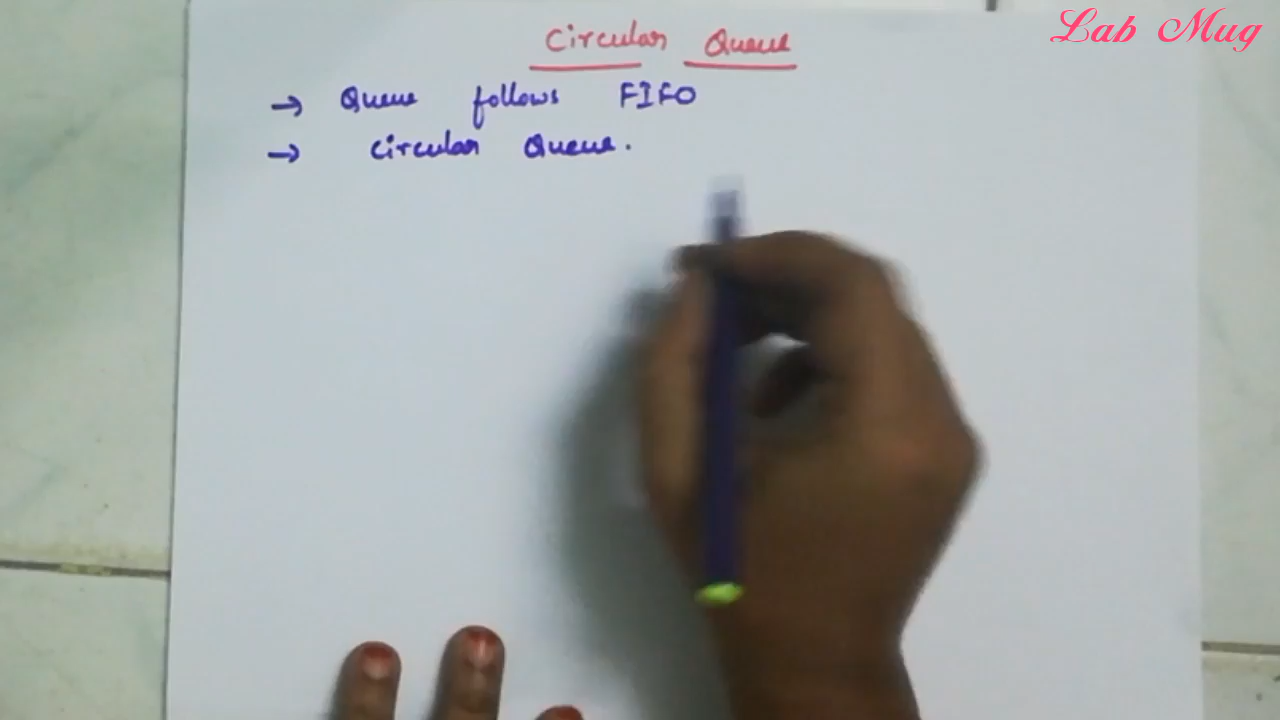 Lab Mug
Circular Queue
→ Queue follows FIFO
→ Circular Queue.